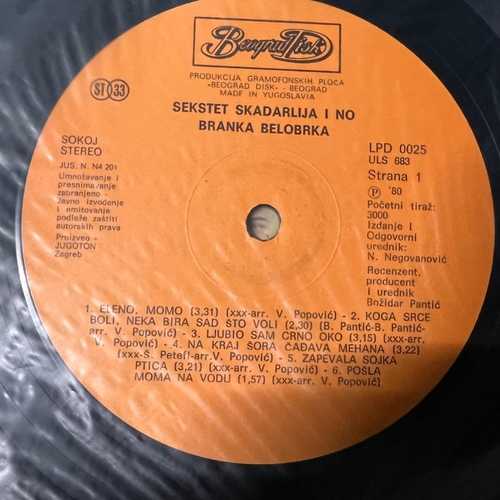 Beograd Disk
PRODUKCIJA GRAMOFONSKIH PLOČA
«BEOGRAD DISK» - BEOGRAD
MADE IN YUGOSLAVIA
SEKSTET SKADARLIJA I NO
BRANKA BELOBRKA
ST 33
SOKOJ
STEREO
JUS. N. N4 201
Umnožavanje i
presnimavanje
zabranjeno -
Javno izvođenje
i emitovanje
podleže zaštiti
autorskih prava
Proizveo -
JUGOTON
Zagreb
LPD 0025
ULS 683
Strana 1
P '80
Početni tiraž:
3000
Izdanje I
Odgovorni
urednik:
N. Negovanović
Recenzent,
producent i
urednik
Božidar Pantić
1. ELENO, MOMO (3,31) (xxx-arr. V. Popović) - 2. KOGA SRCE
BOLI, NEKA BIRA SAD ŠTO VOLI (2,30) (B. Pantić-B. Pantić-
arr. V. Popović) - 3. LJUBIO SAM CRNO OKO (3,15) (xxx-arr.
V. Popović) - 4. NA KRAJ ŠORA ČAĐAVA MEHANA (3,22)
(xxx-Š. Petefi-arr.V. Popović) - 5. ZAPEVALA SOJKA
PTICA (3,21) (xxx-arr. V. Popović) - 6. POŠLA
MOMA NA VODU (1,57) (xxx-arr. V. Popović)